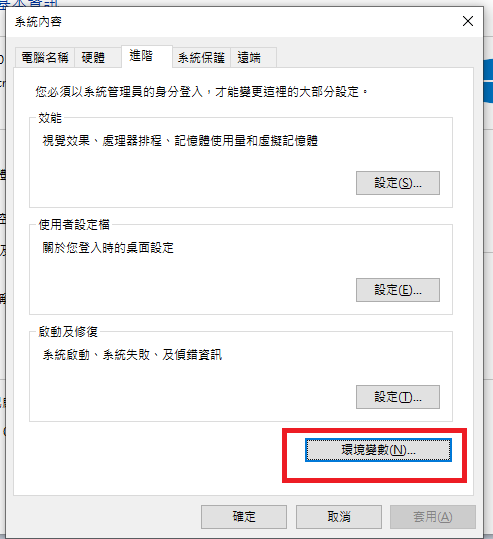 基本資訊
系統內容
電腦名稱 硬體 進階 系統保護 遠端
您必須以系統管理員的身分登入，才能變更這裡的大部分設定。
效能
視覺效果、處理器排程、記憶體使用量和虛擬記憶體
設定(S)...
使用者設定檔
關於您登入時的桌面設定
設定(E)...
啟動及修復
系統啟動、系統失敗、及偵錯資訊
設定(T)...
環境變數(N)...
確定 取消 套用(A)